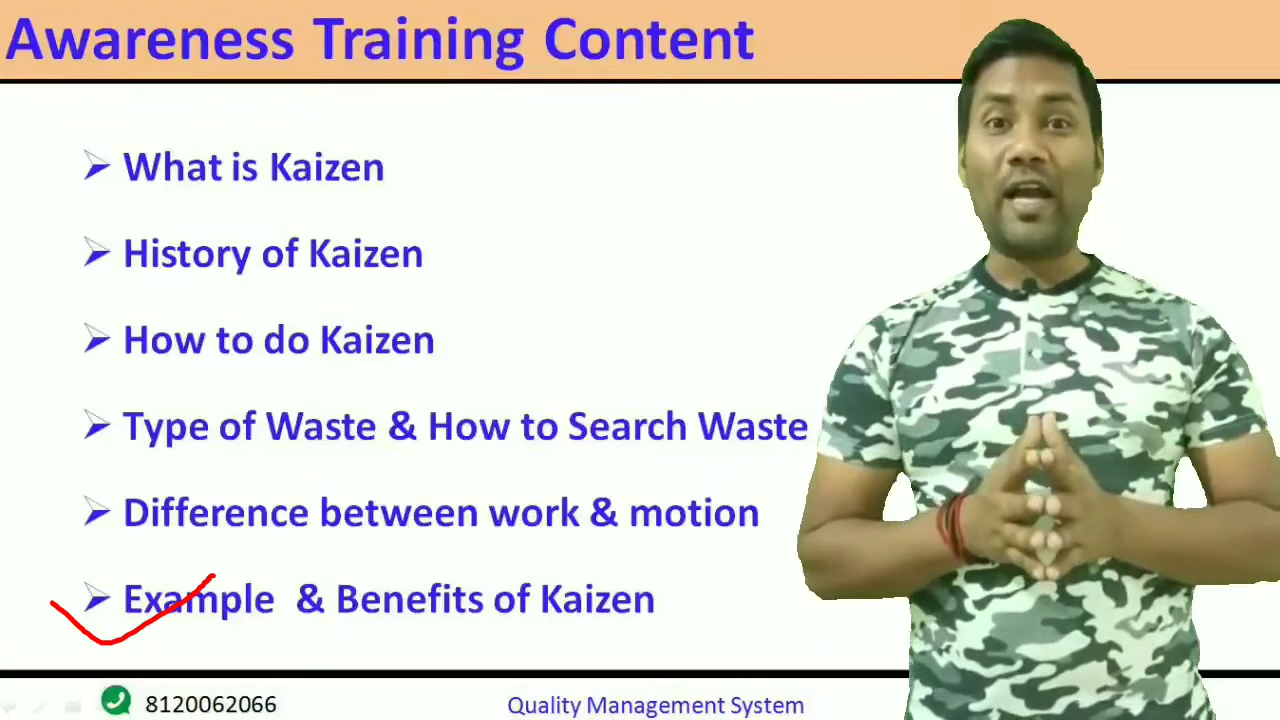 Awareness Training Content
What is Kaizen
History of Kaizen
How to do Kaizen
Type of Waste & How to Search Waste
Difference between work & motion
Example & Benefits of Kaizen
8120062066
Quality Management System